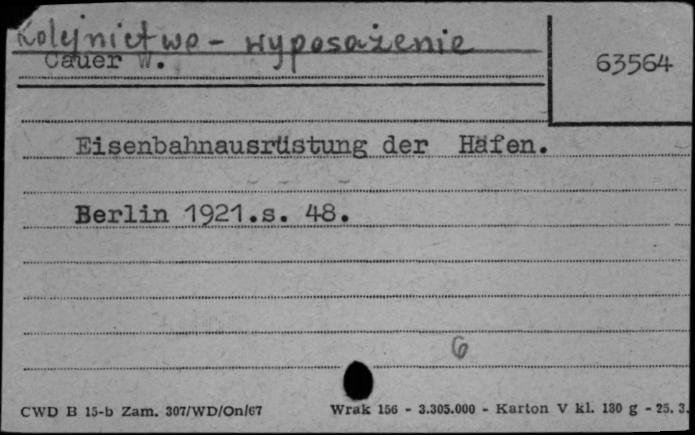 Kolejnictwo - wyposażenie
Cauer W.
63564
Eisenbahnausrüstung der Häfen.
Berlin 1921.s. 48.
6
CWD B 15-b Zam. 307/WD/On/67
Wrak 156 - 3.305.000 - Karton V kl. 180 g - 25. 3.